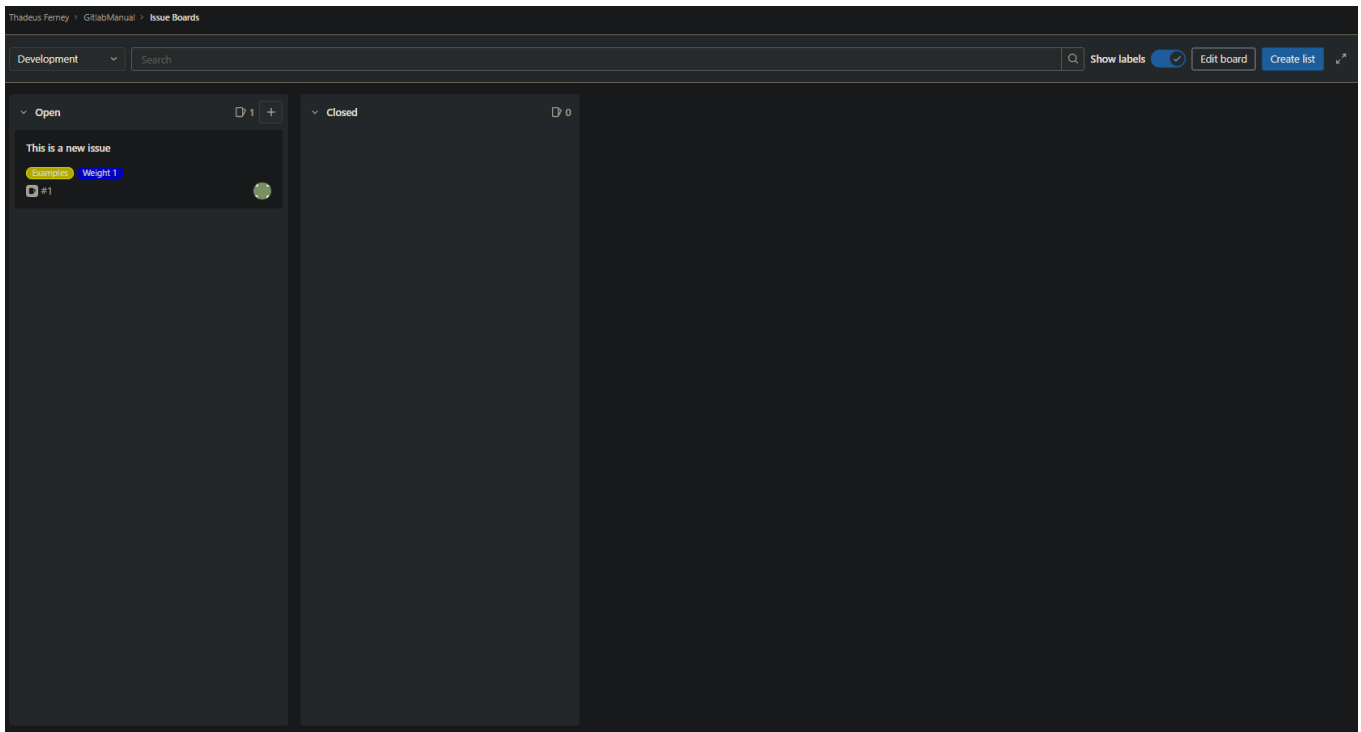 Thadeus Ferney > GitlabManual > Issue Boards
Development Search Show labels Edit board Create list
Open 1 + Closed 0
This is a new issue
Examples Weight 1
#1